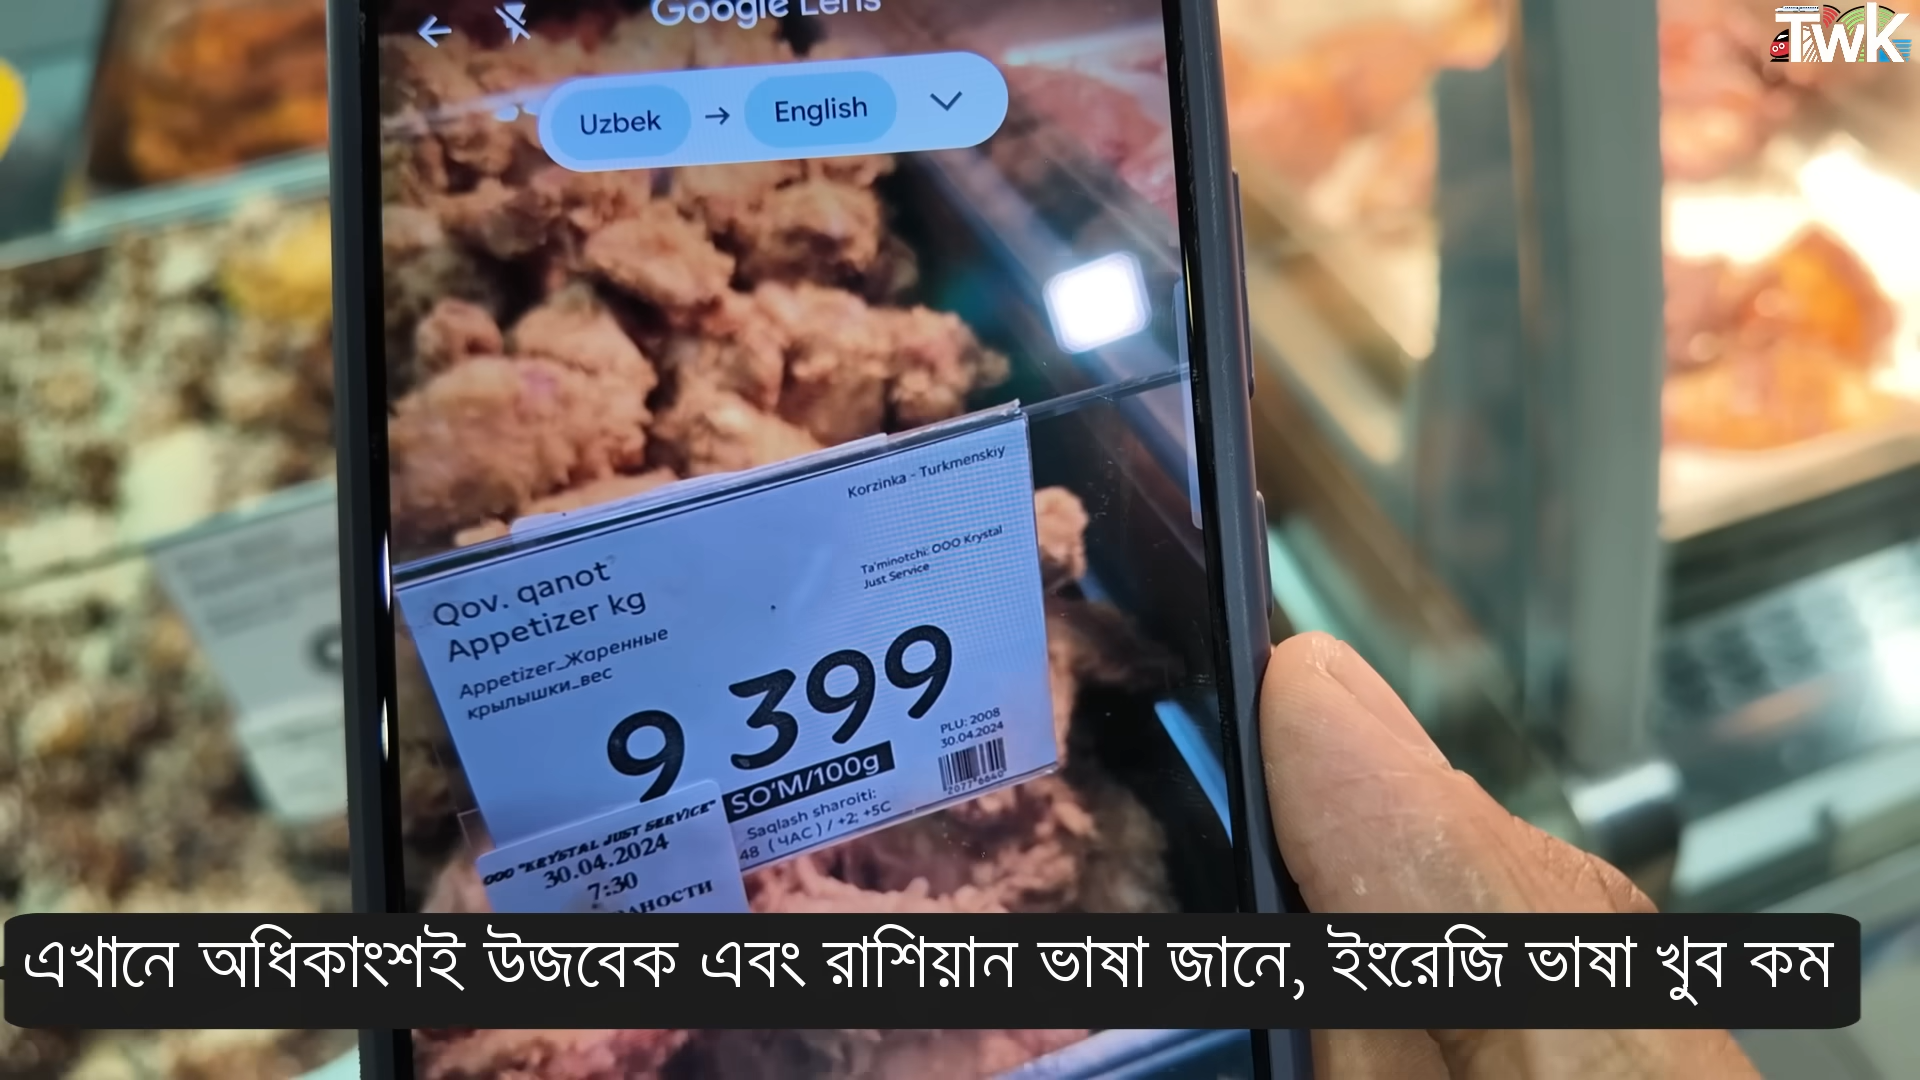 Google Lens
Twk
Uzbek → English
Korzinka - Turkmenskiy
Qov. qanot
Appetizer kg
Ta'minotchi: OOO Krystal
Just Service
Appetizer_Жаренные
крылышки_вес
9 399
SO'M/100g
PLU: 2008
30.04.2024
Saqlash sharoiti:
48 (ЧАС) / +2; +5C
ООО "KRYSTAL JUST SERVICE"
30.04.2024
7:30
এখানে অধিকাংশই উজবেক এবং রাশিয়ান ভাষা জানে, ইংরেজি ভাষা খুব কম